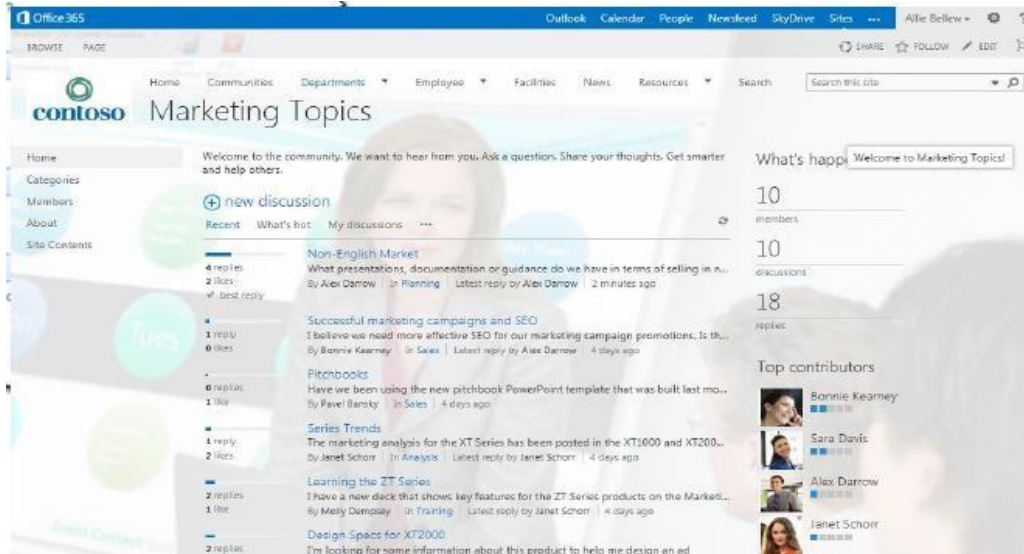 Office 365
Outlook Calendar People Newsfeed SkyDrive Sites ... Allie Bellew
BROWSE PAGE
SHARE FOLLOW EDIT
Home Communities Departments Employee Facilities News Resources Search
Search this site
contoso
Marketing Topics
Home
Categories
Members
About
Site Contents
Welcome to the community. We want to hear from you. Ask a question. Share your thoughts. Get smarter
and help others.
new discussion
Recent What's hot My discussions ...
Non-English Market
4 replies
What presentations, documentation or guidance do we have in terms of selling in n...
2 likes
By Alex Darrow In Planning Latest reply by Alex Darrow 2 minutes ago
best reply
Successful marketing campaigns and SEO
1 reply
I believe we need more effective SEO for our marketing campaign promotions. Is th...
0 likes
By Bonnie Kearney In Sales Latest reply by Alex Darrow 4 days ago
Pitchbooks
0 replies
Have we been using the new pitchbook PowerPoint template that was built last mo...
1 like
By Pavel Bansky In Sales 4 days ago
Series Trends
1 reply
The marketing analysis for the XT Series has been posted in the XT1000 and XT200...
2 likes
By Janet Schorr In Analysis Latest reply by Janet Schorr 4 days ago
Learning the ZT Series
2 replies
I have a new deck that shows key features for the ZT Series products on the Marketi...
1 like
By Molly Dempsey In Training Latest reply by Janet Schorr 4 days ago
Design Specs for XT2000
2 replies
I'm looking for some information about this product to help me design an ad
What's happ
Welcome to Marketing Topics!
10
members
10
discussions
18
replies
Top contributors
Bonnie Kearney
Sara Davis
Alex Darrow
Janet Schorr